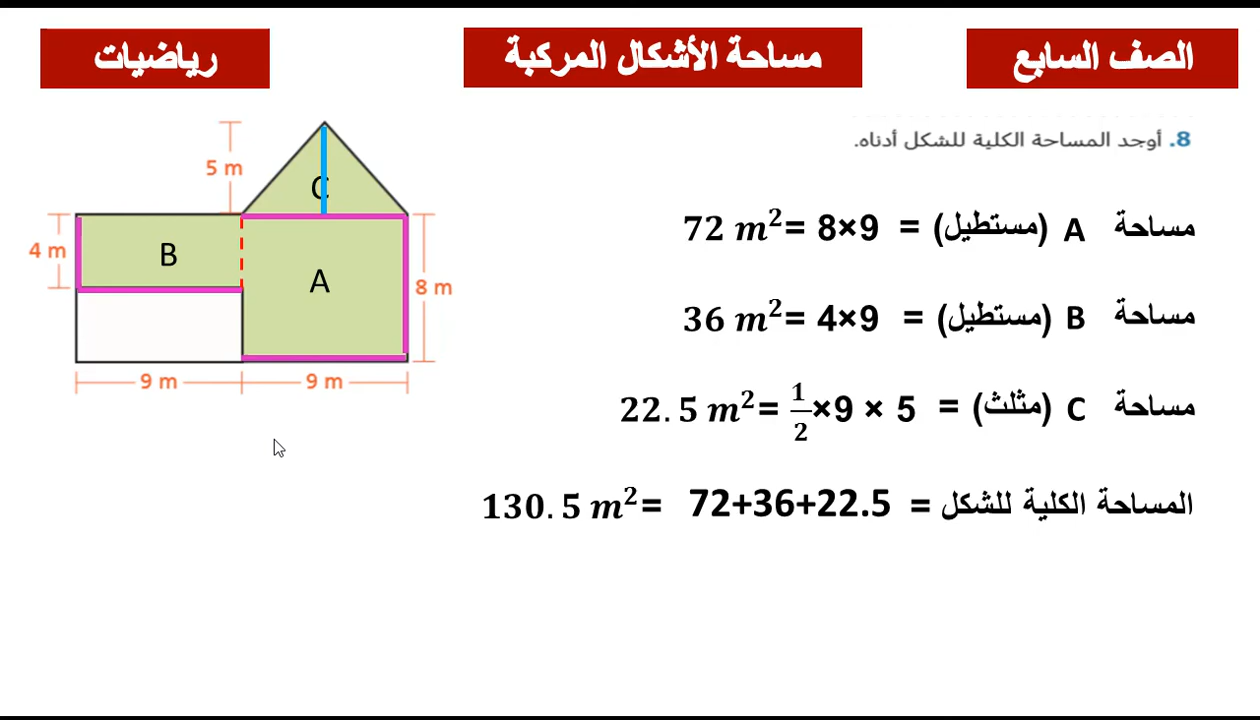 الصف السابع
مساحة الأشكال المركبة
رياضيات
8. أوجد المساحة الكلية للشكل أدناه.
5 m
C
4 m
B
A
8 m
9 m
9 m
مساحة A (مستطيل) = 9×8 = 72 m²
مساحة B (مستطيل) = 9×4 = 36 m²
مساحة C (مثلث) = 5 × 9× 1/2 = 22.5 m²
المساحة الكلية للشكل = 72+36+22.5 = 130.5 m²